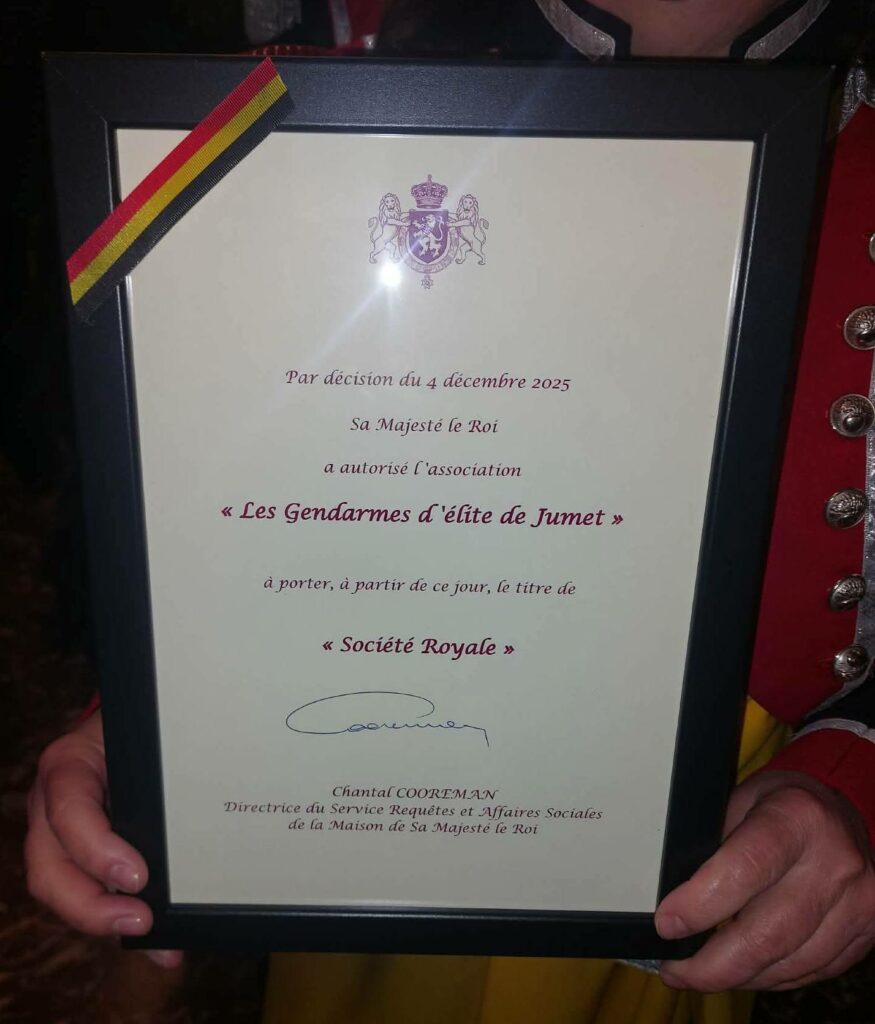 Par décision du 4 décembre 2025
Sa Majesté le Roi
a autorisé l'association
« Les Gendarmes d'élite de Jumet »
à porter, à partir de ce jour, le titre de
« Société Royale »
Cooreman
Chantal COOREMAN
Directrice du Service Requêtes et Affaires Sociales
de la Maison de Sa Majesté le Roi